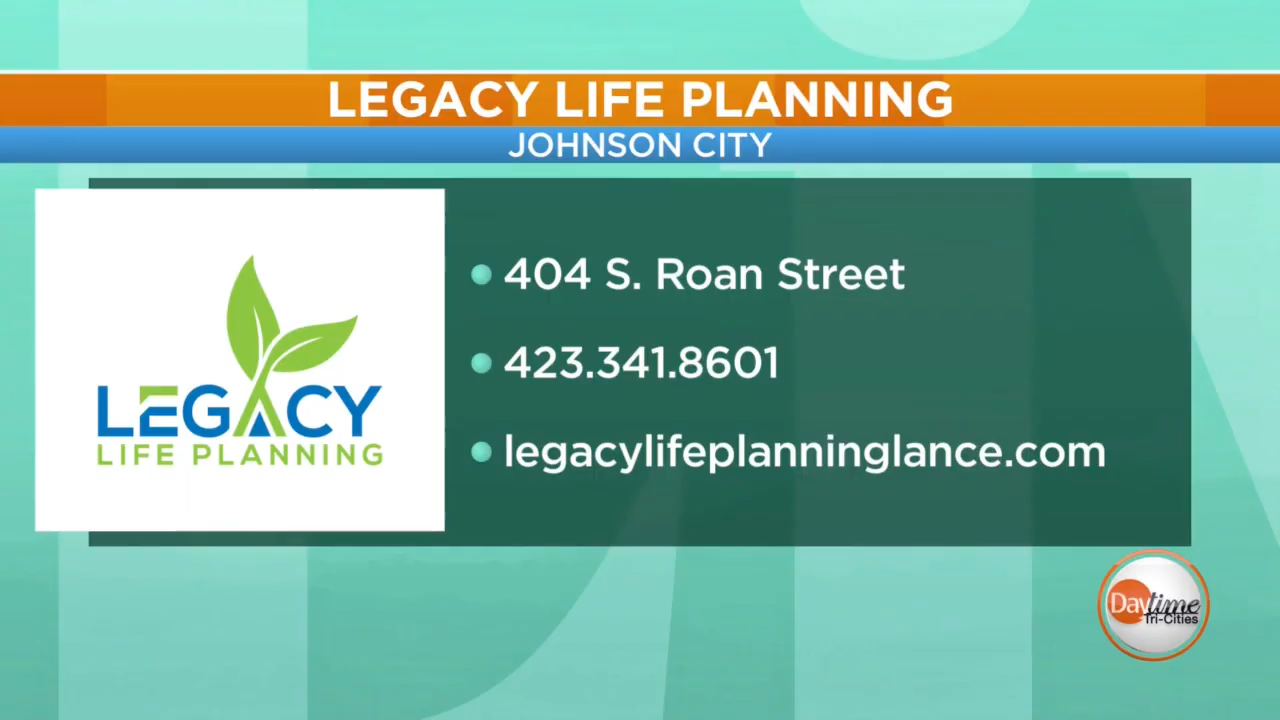 LEGACY LIFE PLANNING
JOHNSON CITY
LEGACY
LIFE PLANNING
404 S. Roan Street
423.341.8601
legacylifeplanninglance.com
Daytime
Tri-Cities